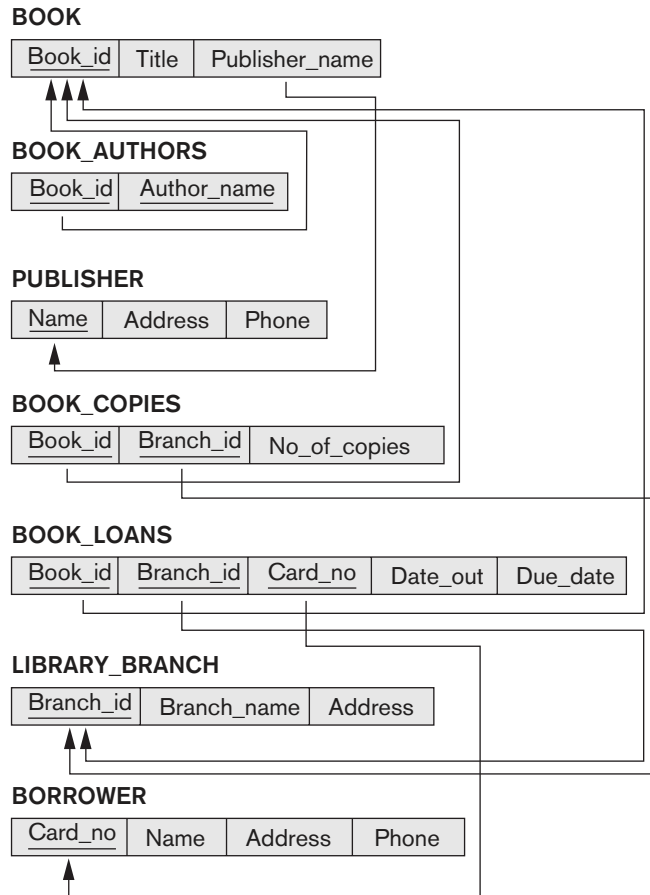 BOOK
Book_id Title Publisher_name
BOOK_AUTHORS
Book_id Author_name
PUBLISHER
Name Address Phone
BOOK_COPIES
Book_id Branch_id No_of_copies
BOOK_LOANS
Book_id Branch_id Card_no Date_out Due_date
LIBRARY_BRANCH
Branch_id Branch_name Address
BORROWER
Card_no Name Address Phone